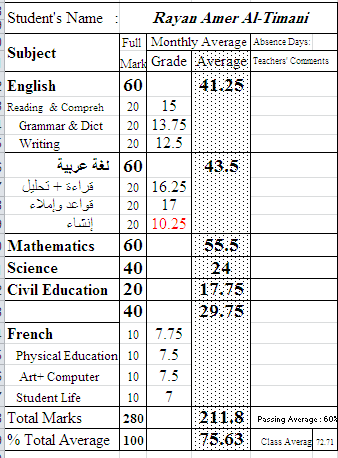 Student's Name : Rayan Amer Al-Timani
Subject Full Mark Monthly Average Absence Days:
Grade Average Teachers' Comments
English 60 41.25
Reading & Compreh 20 15
Grammar & Dict 20 13.75
Writing 20 12.5
لغة عربية 60 43.5
قراءة + تحليل 20 16.25
قواعد وإملاء 20 17
إنشاء 20 10.25
Mathematics 60 55.5
Science 40 24
Civil Education 20 17.75
40 29.75
French 10 7.75
Physical Education 10 7.5
Art+ Computer 10 7.5
Student Life 10 7
Total Marks 280 211.8 Passing Average : 60%
% Total Average 100 75.63 Class Averag 72.71